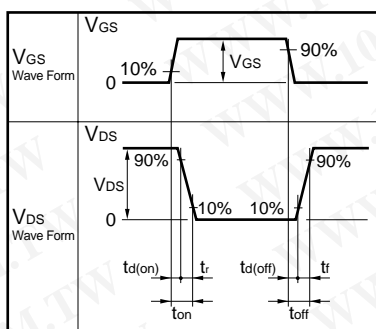 VGS
Wave Form
VGS
10%
90%
VGS
0
VDS
Wave Form
VDS
90%
90%
VDS
10%
10%
0
td(on)
tr
td(off)
tf
ton
toff